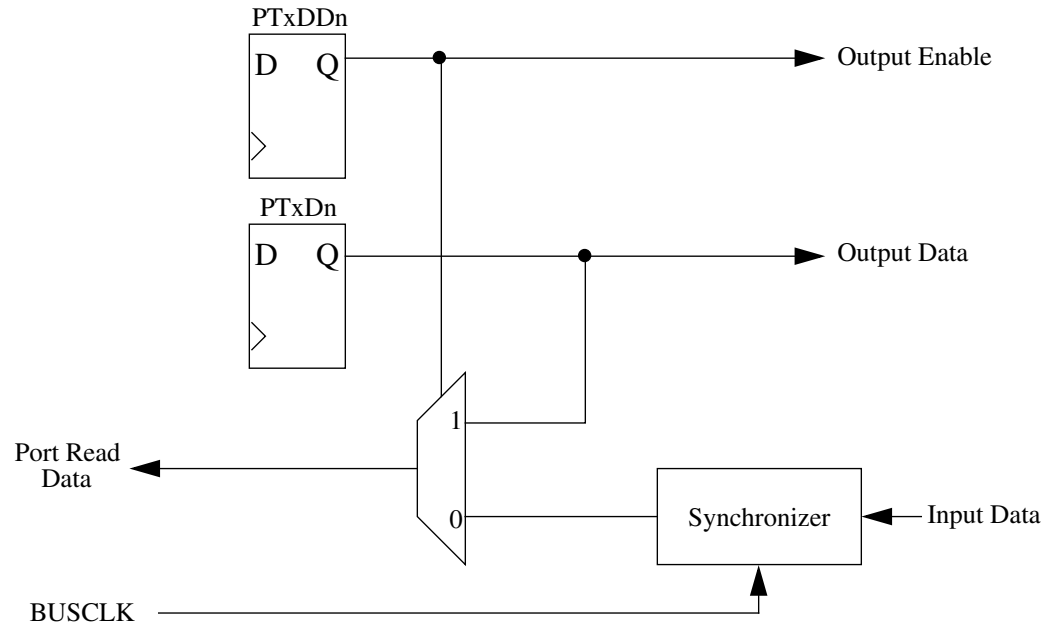 PTxDDn
D Q
Output Enable
PTxDn
D Q
Output Data
1
Port Read
Data
0
Synchronizer
Input Data
BUSCLK